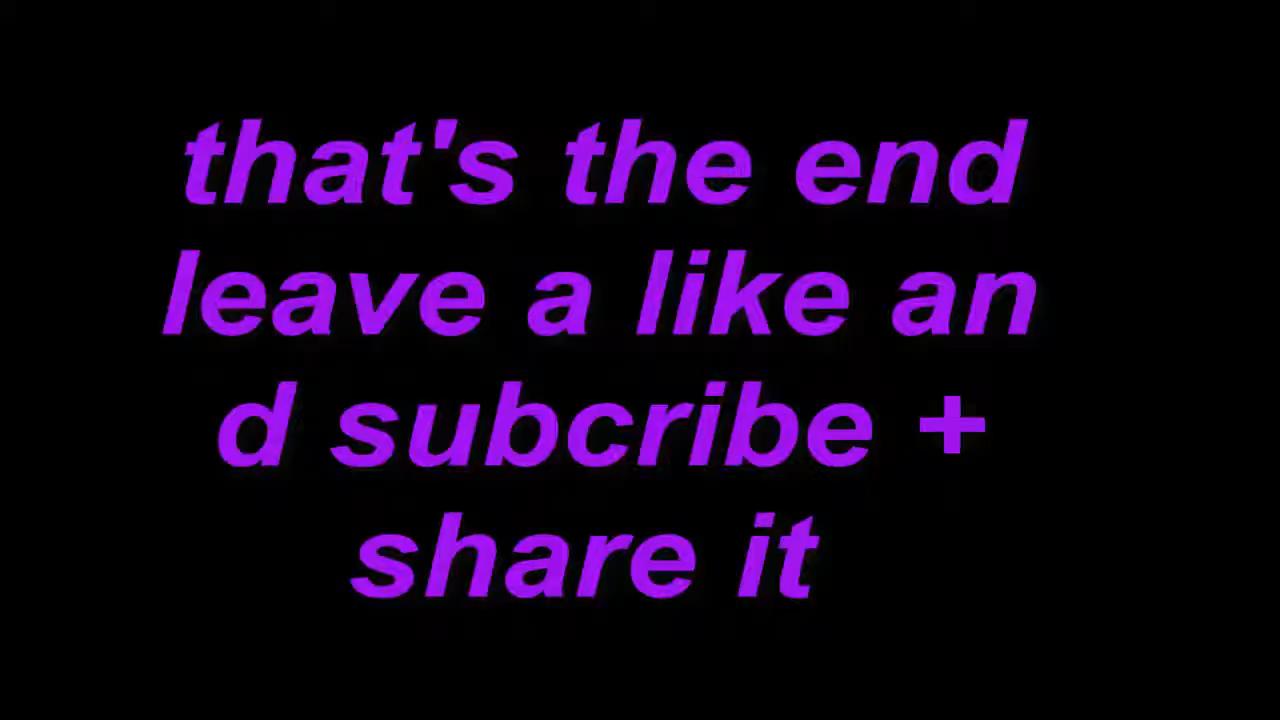 that's the end
leave a like an
d subcribe +
share it